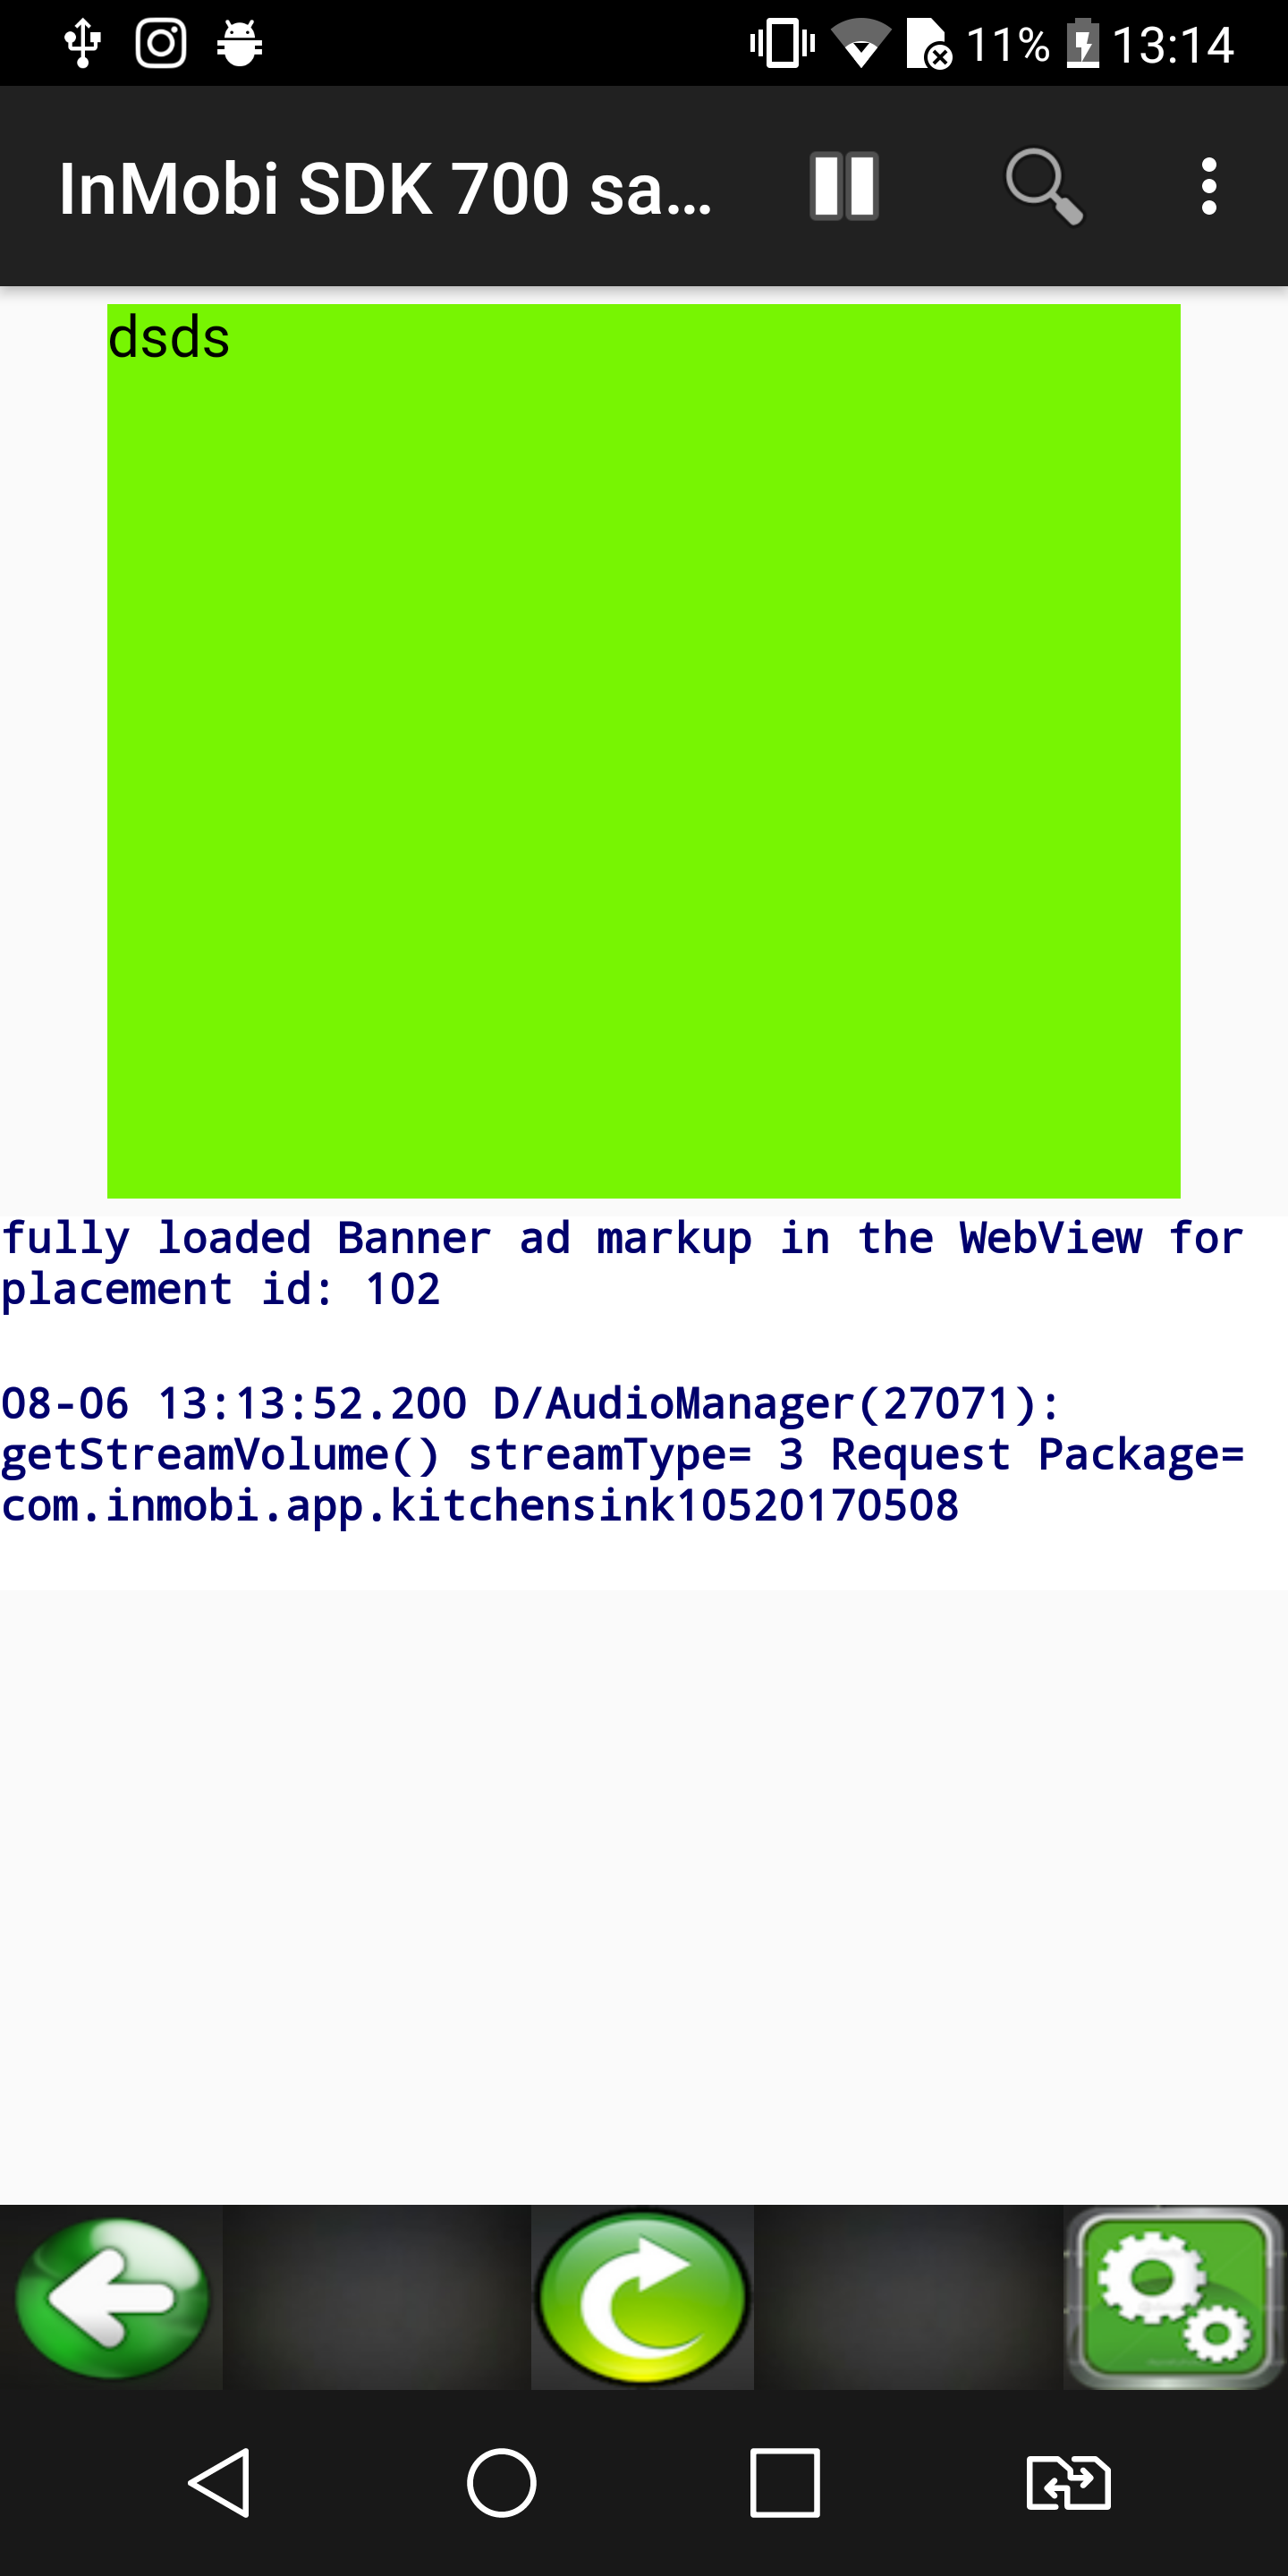 11% 13:14
InMobi SDK 700 sa...
dsds
fully loaded Banner ad markup in the WebView for
placement id: 102
08-06 13:13:52.200 D/AudioManager(27071):
getStreamVolume() streamType= 3 Request Package=
com.inmobi.app.kitchensink10520170508